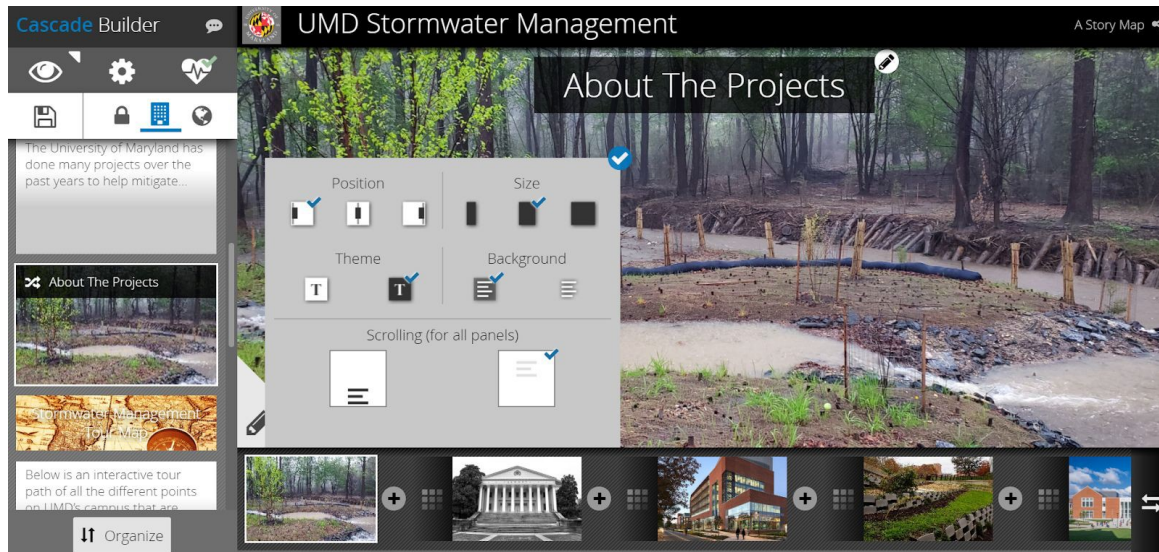 Cascade Builder
UMD Stormwater Management
A Story Map
The University of Maryland has
done many projects over the
past years to help mitigate...
About The Projects
Stormwater Management
Tour Map
Below is an interactive tour
path of all the different points
on UMD's campus that are
Organize
About The Projects
Position
Size
Theme
Background
T
T
Scrolling (for all panels)